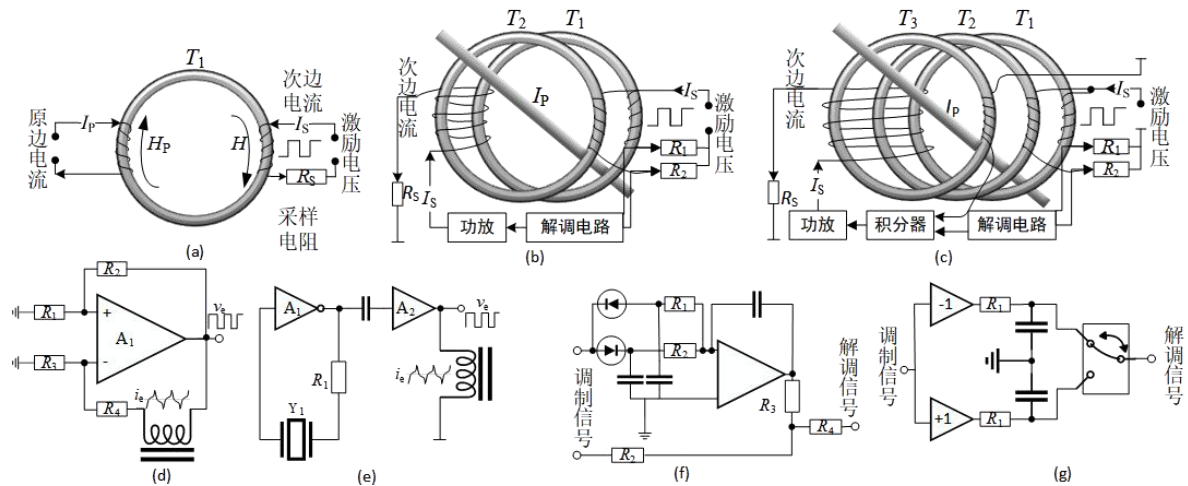 T1
原边电流
IP
HP
H
次边电流
IS
激励电压
RS
采样电阻
(a)
T2 T1
次边电流
IP
IS
激励电压
R1
R2
RS
IS
功放
解调电路
(b)
T3 T2 T1
次边电流
IP
IS
激励电压
R1
R2
RS
IS
功放
积分器
解调电路
(c)
R2
R1
+
A1
-
R3
R4
ie
ve
(d)
A1
A2
ve
R1
ie
Y1
(e)
R1
R2
调制信号
R3
R4
R2
解调信号
(f)
调制信号
-1
R1
+1
R1
解调信号
(g)